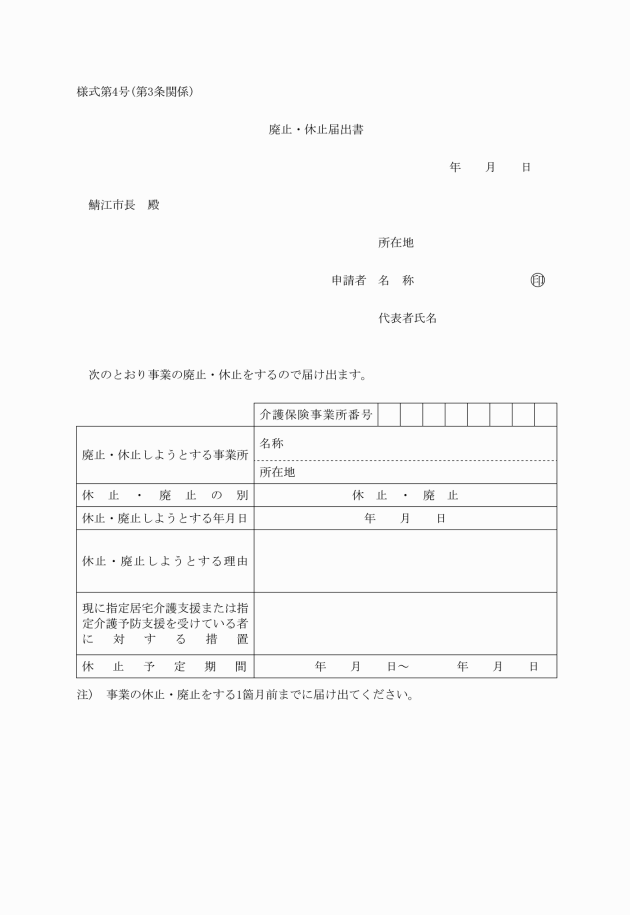 様式第4号(第3条関係)
廃止・休止届出書
年　月　日
鯖江市長　殿
所在地
申請者　名　称　㊞
代表者氏名
次のとおり事業の廃止・休止をするので届け出ます。
介護保険事業所番号
廃止・休止しようとする事業所
名称
所在地
休止・廃止の別　休　止　・　廃　止
休止・廃止しようとする年月日　年　月　日
休止・廃止しようとする理由
現に指定居宅介護支援または指
定介護予防支援を受けている者
に対する措置
休止予定期間　年　月　日～　年　月　日
注)　事業の休止・廃止をする1箇月前までに届け出てください。